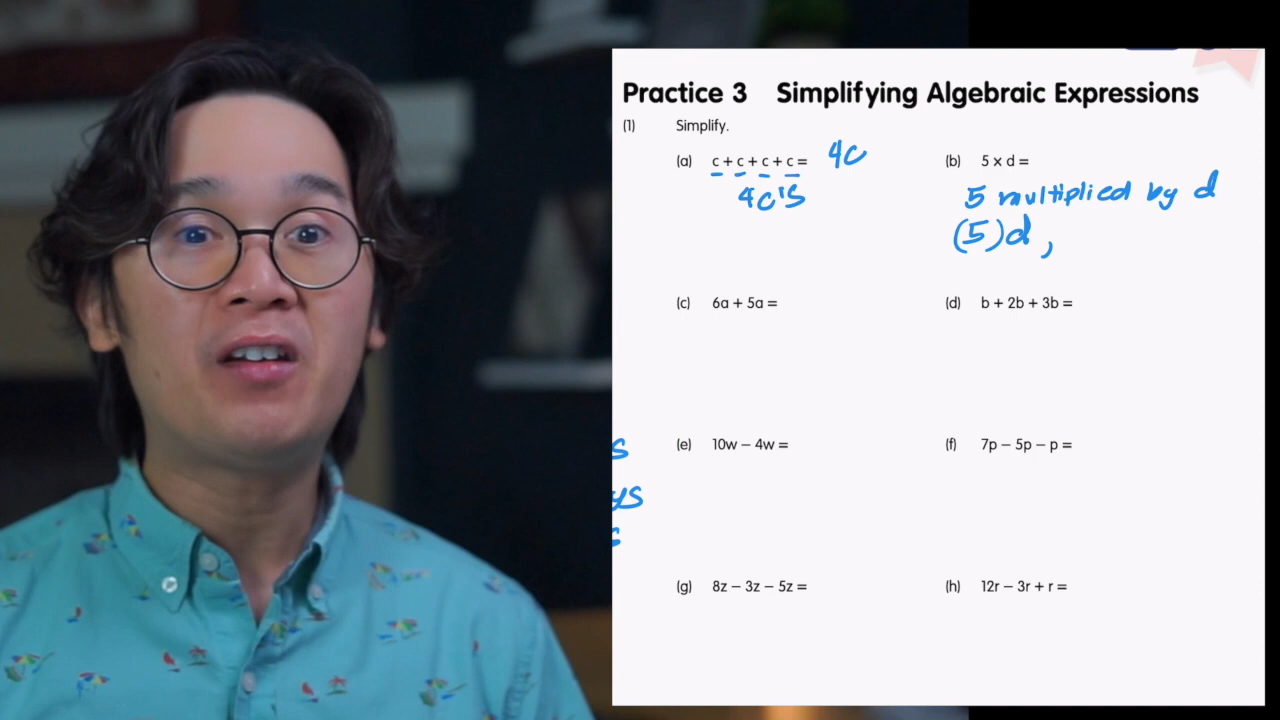 Practice 3 Simplifying Algebraic Expressions
(1) Simplify.
(a) c + c + c + c = 4c
4c's
(b) 5 × d =
5 multiplied by d
(5)d ,
(c) 6a + 5a =
(d) b + 2b + 3b =
(e) 10w − 4w =
(f) 7p − 5p − p =
(g) 8z − 3z − 5z =
(h) 12r − 3r + r =